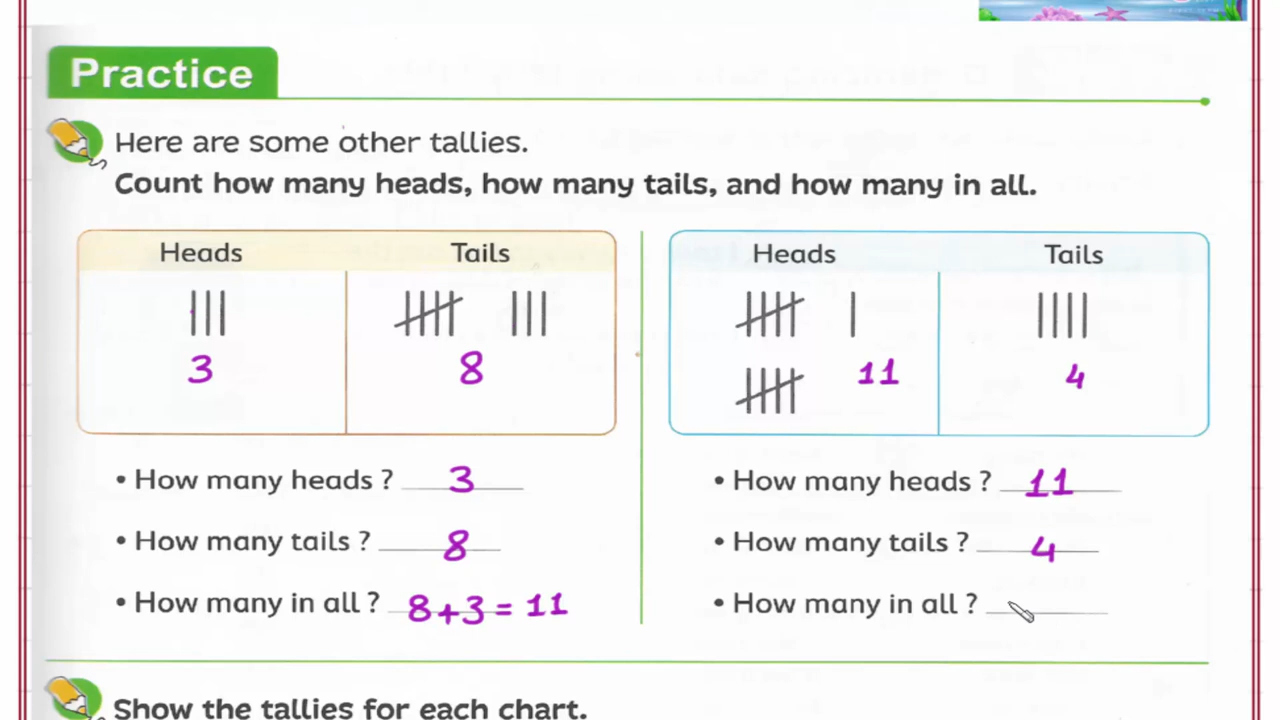 Practice
Here are some other tallies.
Count how many heads, how many tails, and how many in all.
Heads Tails
3 8
• How many heads ? 3
• How many tails ? 8
• How many in all ? 8+3 = 11
Heads Tails
11 4
• How many heads ? 11
• How many tails ? 4
• How many in all ?
Show the tallies for each chart.